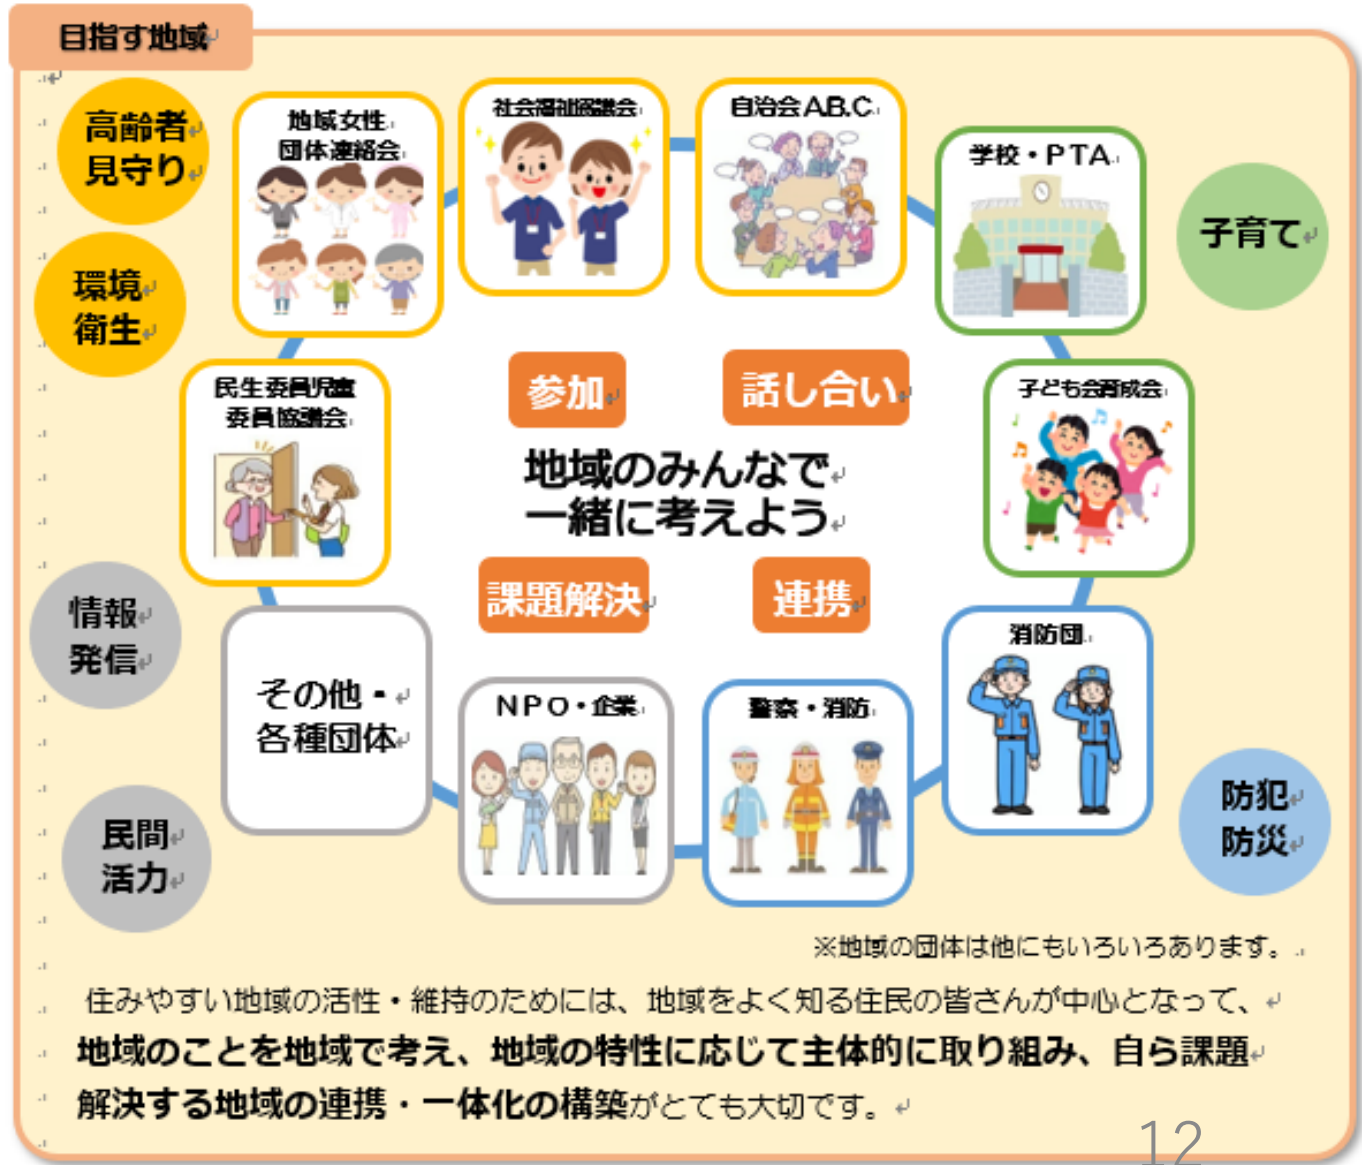 目指す地域
高齢者
見守り
環境
衛生
地域女性
団体連絡会
社会福祉協議会
自治会A.B.C
学校・PTA
子育て
民生委員児童
委員協議会
参加
話し合い
子ども会育成会
地域のみんなで
一緒に考えよう
課題解決
連携
情報
発信
その他・
各種団体
NPO・企業
警察・消防
消防団
民間
活力
防犯
防災
※地域の団体は他にもいろいろあります。
住みやすい地域の活性・維持のためには、地域をよく知る住民の皆さんが中心となって、
地域のことを地域で考え、地域の特性に応じて主体的に取り組み、自ら課題
解決する地域の連携・一体化の構築がとても大切です。
12